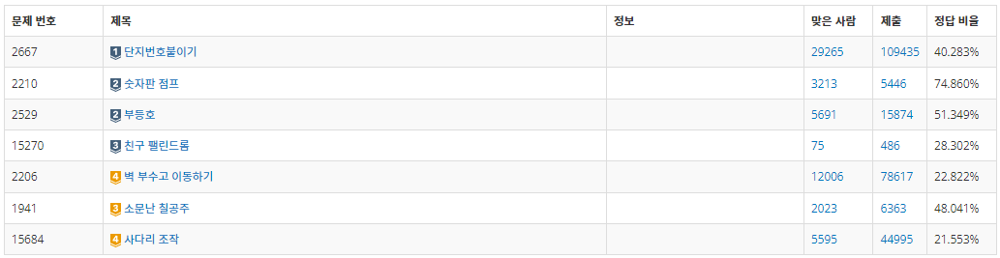 문제 번호 제목 정보 맞은 사람 제출 정답 비율
2667 1 단지번호붙이기 29265 109435 40.283%
2210 2 숫자판 점프 3213 5446 74.860%
2529 2 부등호 5691 15874 51.349%
15270 3 친구 팰린드롬 75 486 28.302%
2206 4 벽 부수고 이동하기 12006 78617 22.822%
1941 3 소문난 칠공주 2023 6363 48.041%
15684 4 사다리 조작 5595 44995 21.553%